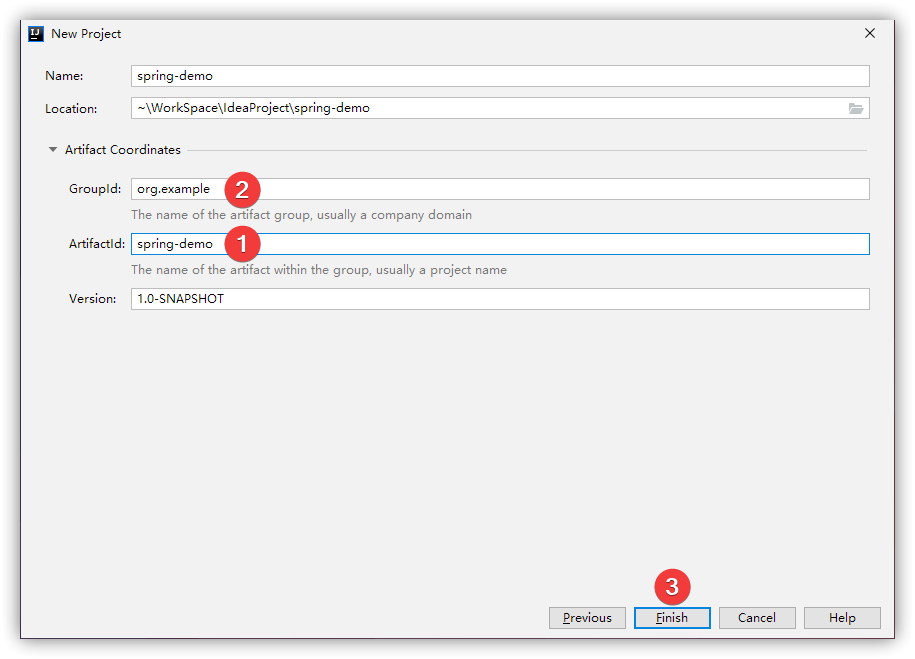 New Project
Name: spring-demo
Location: ~\WorkSpace\IdeaProject\spring-demo
Artifact Coordinates
GroupId: org.example 2
The name of the artifact group, usually a company domain
ArtifactId: spring-demo 1
The name of the artifact within the group, usually a project name
Version: 1.0-SNAPSHOT
3
Previous Finish Cancel Help